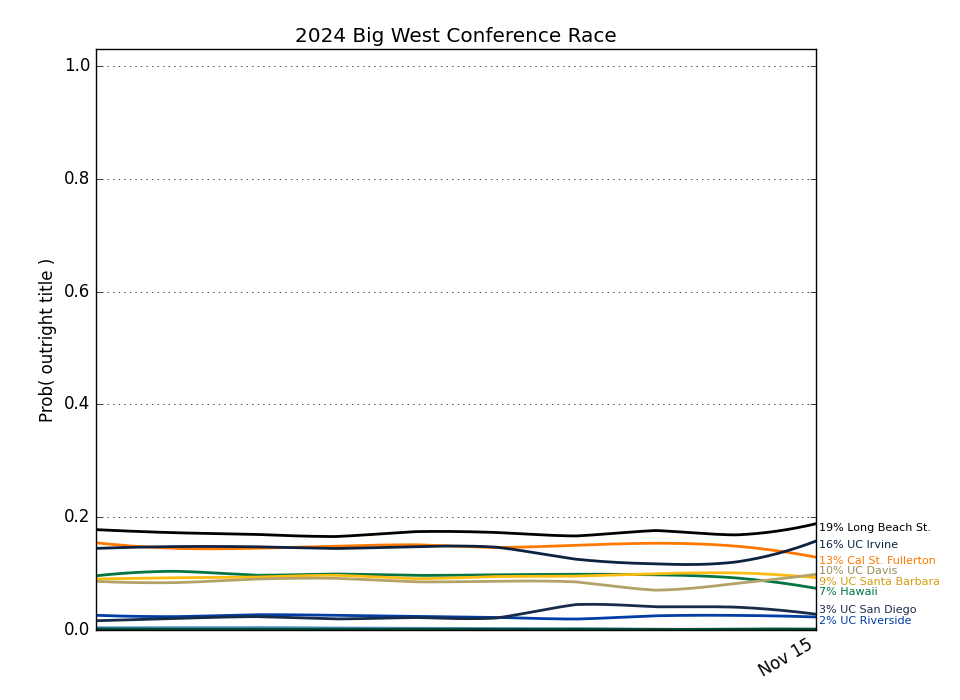 2024 Big West Conference Race
Prob( outright title )
1.0
0.8
0.6
0.4
0.2
0.0
19% Long Beach St.
16% UC Irvine
13% Cal St. Fullerton
10% UC Davis
9% UC Santa Barbara
7% Hawaii
3% UC San Diego
2% UC Riverside
Nov 15